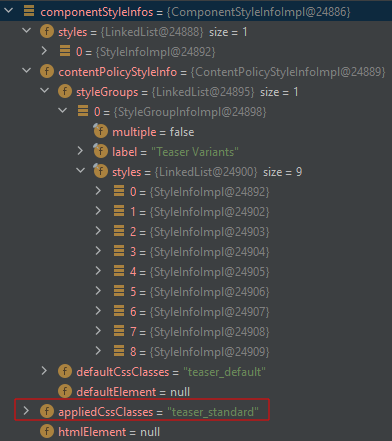 componentStyleInfos = {ComponentStyleInfoImpl@24886}
styles = {LinkedList@24888} size = 1
0 = {StyleInfoImpl@24892}
contentPolicyStyleInfo = {ContentPolicyStyleInfoImpl@24889}
styleGroups = {LinkedList@24895} size = 1
0 = {StyleGroupInfoImpl@24898}
multiple = false
label = "Teaser Variants"
styles = {LinkedList@24900} size = 9
0 = {StyleInfoImpl@24892}
1 = {StyleInfoImpl@24902}
2 = {StyleInfoImpl@24903}
3 = {StyleInfoImpl@24904}
4 = {StyleInfoImpl@24905}
5 = {StyleInfoImpl@24906}
6 = {StyleInfoImpl@24907}
7 = {StyleInfoImpl@24908}
8 = {StyleInfoImpl@24909}
defaultCssClasses = "teaser_default"
defaultElement = null
appliedCssClasses = "teaser_standard"
htmlElement = null